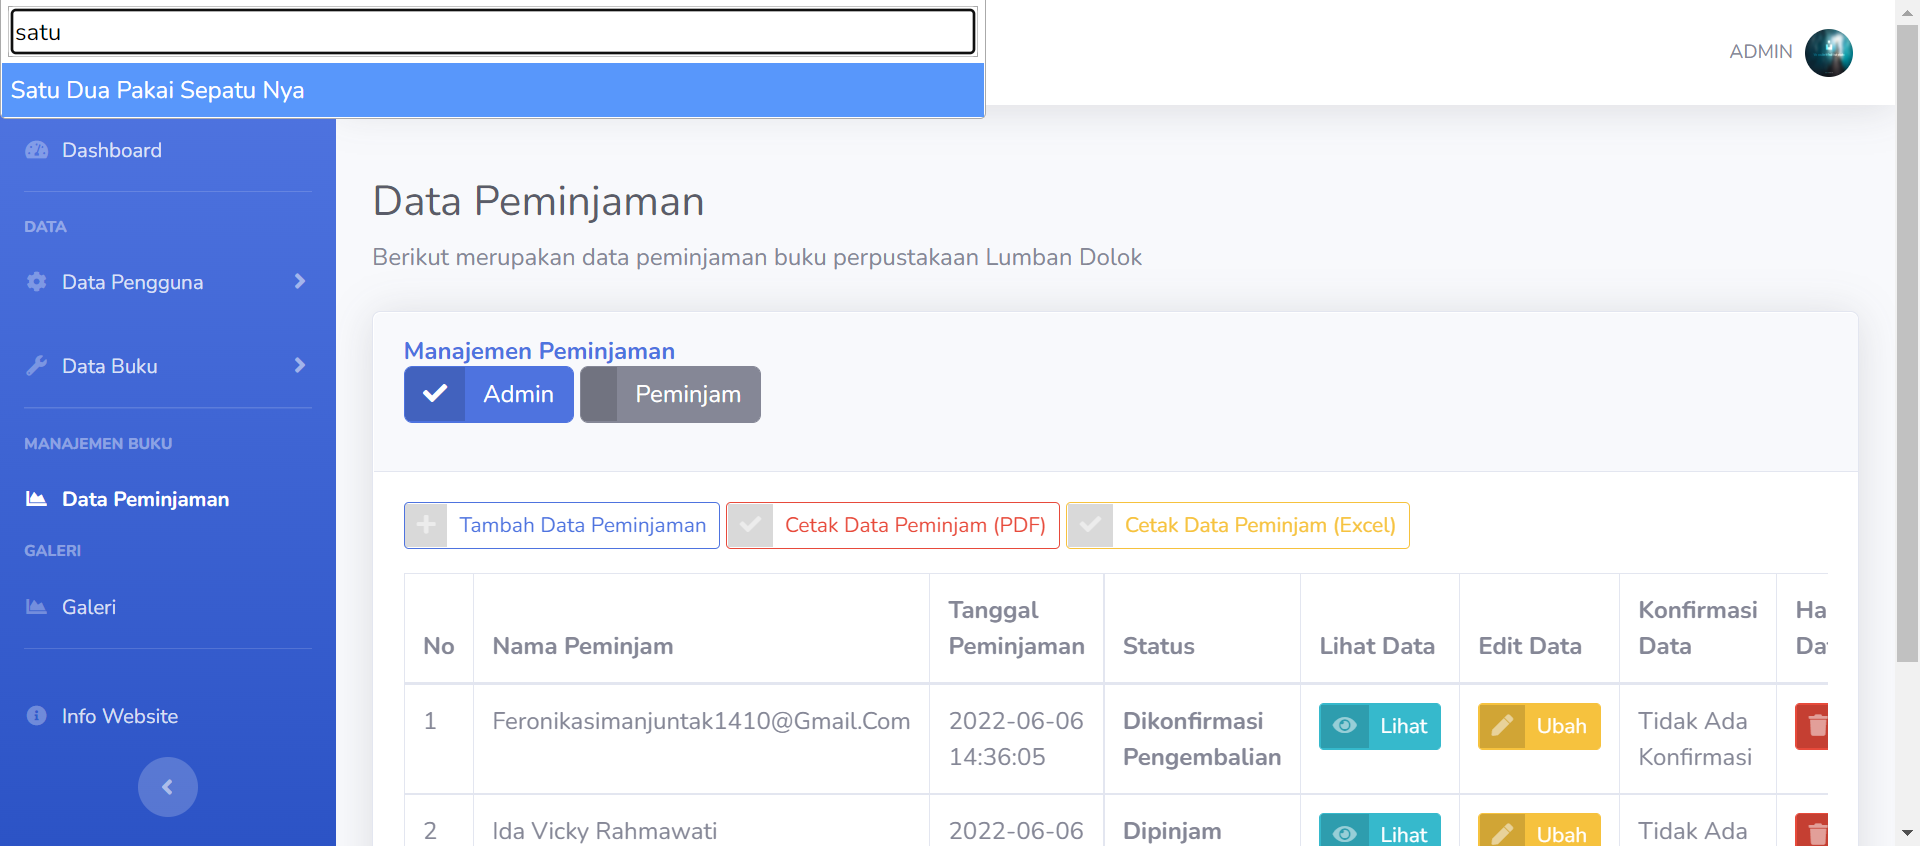 satu
Satu Dua Pakai Sepatu Nya
ADMIN
Dashboard
DATA
Data Pengguna
Data Buku
MANAJEMEN BUKU
Data Peminjaman
GALERI
Galeri
Info Website
Data Peminjaman
Berikut merupakan data peminjaman buku perpustakaan Lumban Dolok
Manajemen Peminjaman
Admin
Peminjam
Tambah Data Peminjaman
Cetak Data Peminjam (PDF)
Cetak Data Peminjam (Excel)
No
Nama Peminjam
Tanggal
Peminjaman
Status
Lihat Data
Edit Data
Konfirmasi
Data
1
Feronikasimanjuntak1410@Gmail.Com
2022-06-06
14:36:05
Dikonfirmasi
Pengembalian
Lihat
Ubah
Tidak Ada
Konfirmasi
2
Ida Vicky Rahmawati
2022-06-06
Dipinjam
Lihat
Ubah
Tidak Ada